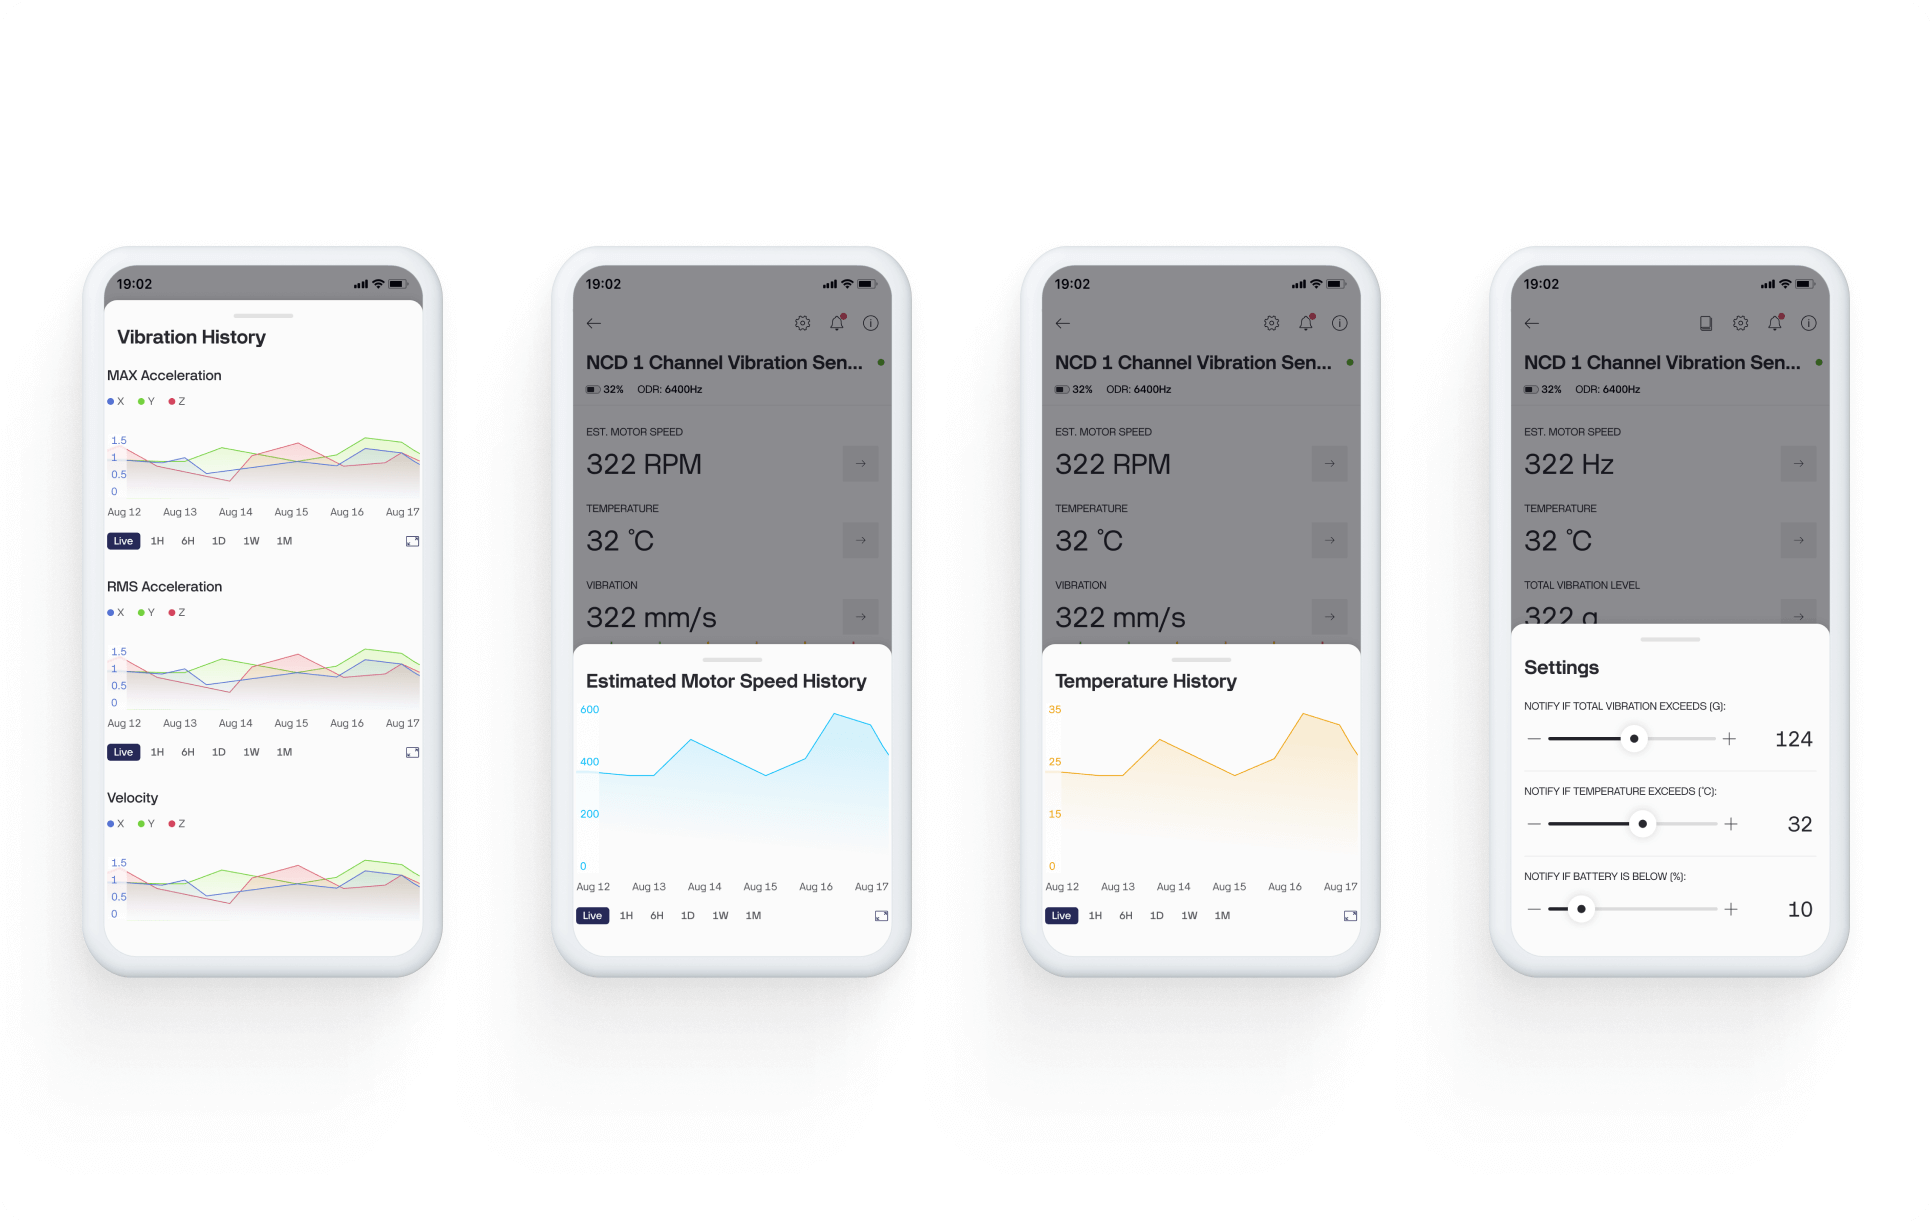 19:02
Vibration History
MAX Acceleration
X Y Z
1.5
1
0.5
0
Aug 12 Aug 13 Aug 14 Aug 15 Aug 16 Aug 17
Live 1H 6H 1D 1W 1M
RMS Acceleration
X Y Z
1.5
1
0.5
0
Aug 12 Aug 13 Aug 14 Aug 15 Aug 16 Aug 17
Live 1H 6H 1D 1W 1M
Velocity
X Y Z
1.5
1
0.5
0
19:02
NCD 1 Channel Vibration Sen...
32% ODR: 6400Hz
EST. MOTOR SPEED
322 RPM
TEMPERATURE
32 °C
VIBRATION
322 mm/s
Estimated Motor Speed History
600
400
200
0
Aug 12 Aug 13 Aug 14 Aug 15 Aug 16 Aug 17
Live 1H 6H 1D 1W 1M
19:02
NCD 1 Channel Vibration Sen...
32% ODR: 6400Hz
EST. MOTOR SPEED
322 RPM
TEMPERATURE
32 °C
VIBRATION
322 mm/s
Temperature History
35
25
15
0
Aug 12 Aug 13 Aug 14 Aug 15 Aug 16 Aug 17
Live 1H 6H 1D 1W 1M
19:02
NCD 1 Channel Vibration Sen...
32% ODR: 6400Hz
EST. MOTOR SPEED
322 Hz
TEMPERATURE
32 °C
TOTAL VIBRATION LEVEL
322 g
Settings
NOTIFY IF TOTAL VIBRATION EXCEEDS (G):
124
NOTIFY IF TEMPERATURE EXCEEDS (°C):
32
NOTIFY IF BATTERY IS BELOW (%):
10